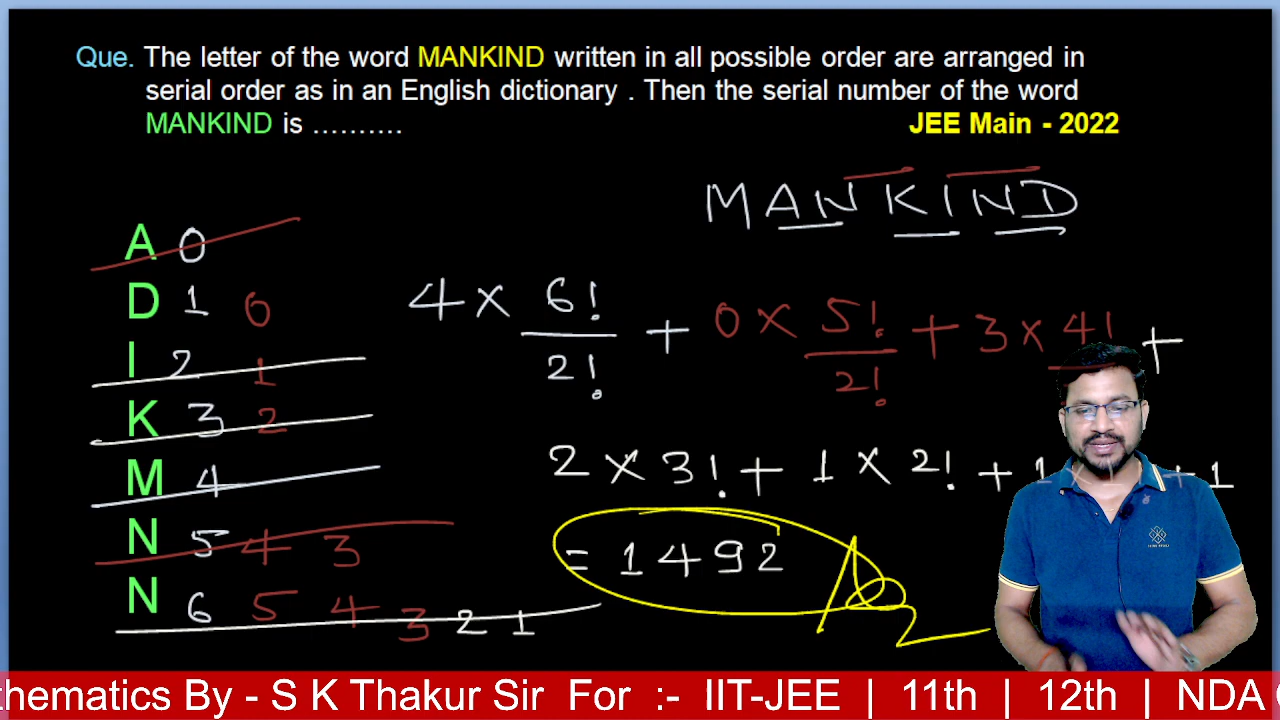 Que. The letter of the word MANKIND written in all possible order are arranged in
serial order as in an English dictionary . Then the serial number of the word
MANKIND is ..........
JEE Main - 2022
MANKIND
A 0
D 1 0
I 2 1
K 3 2
M 4
N 5 4 3
N 6 5 4 3 2 1
4 × 6!/2! + 0 × 5!/2! + 3 × 4! +
2 × 3! + 1 × 2! + 1 × + 1
= 1492
thematics By - S K Thakur Sir For :- IIT-JEE | 11th | 12th | NDA